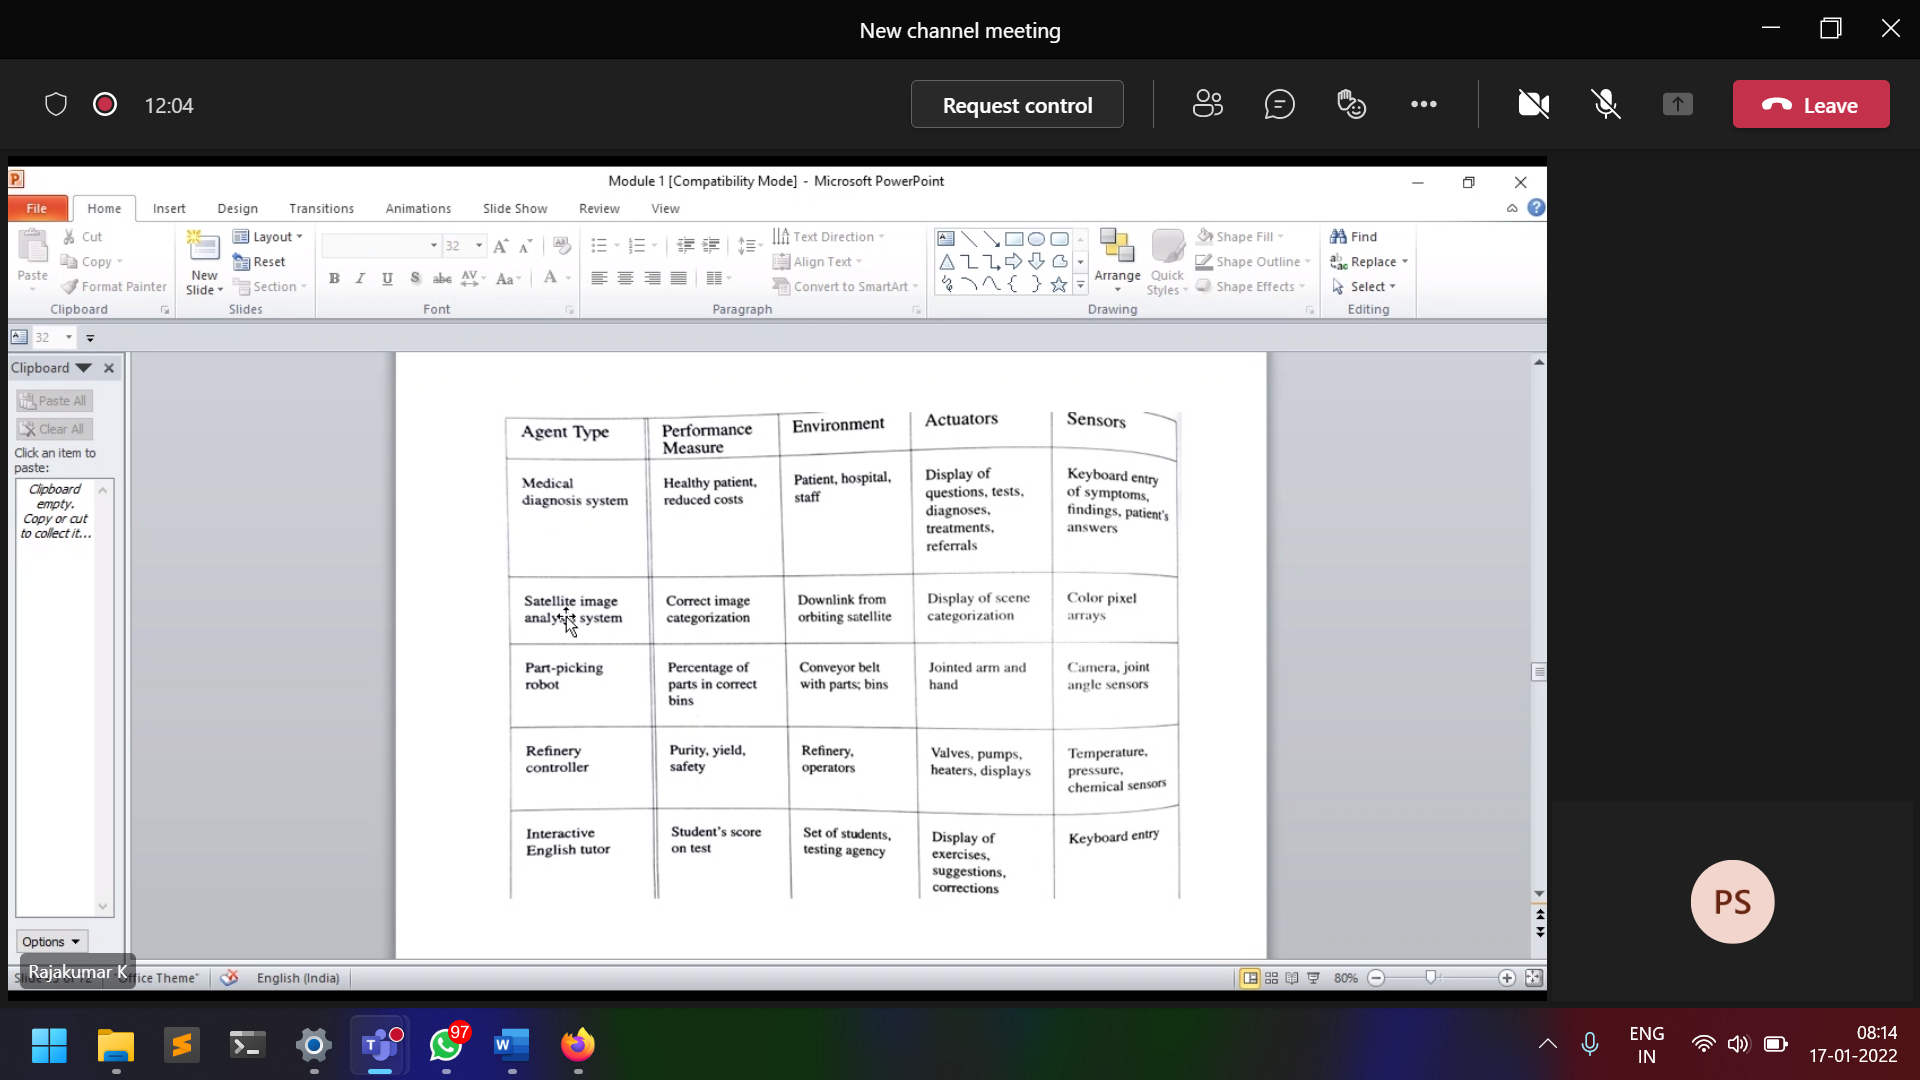 New channel meeting
12:04
Request control
Leave
Module 1 [Compatibility Mode] - Microsoft PowerPoint
File Home Insert Design Transitions Animations Slide Show Review View
Paste
Cut
Copy
Format Painter
Clipboard
New
Slide
Layout
Reset
Section
Slides
32
Font
Text Direction
Align Text
Convert to SmartArt
Paragraph
Arrange
Quick
Styles
Shape Fill
Shape Outline
Shape Effects
Drawing
Find
Replace
Select
Editing
32
Clipboard
Paste All
Clear All
Click an item to
paste:
Clipboard
empty.
Copy or cut
to collect it...
Options
Agent Type
Performance
Measure
Environment
Actuators
Sensors
Medical
diagnosis system
Healthy patient,
reduced costs
Patient, hospital,
staff
Display of
questions, tests,
diagnoses,
treatments,
referrals
Keyboard entry
of symptoms,
findings, patient's
answers
Satellite image
analysis system
Correct image
categorization
Downlink from
orbiting satellite
Display of scene
categorization
Color pixel
arrays
Part-picking
robot
Percentage of
parts in correct
bins
Conveyor belt
with parts; bins
Jointed arm and
hand
Camera, joint
angle sensors
Refinery
controller
Purity, yield,
safety
Refinery,
operators
Valves, pumps,
heaters, displays
Temperature,
pressure,
chemical sensors
Interactive
English tutor
Student's score
on test
Set of students,
testing agency
Display of
exercises,
suggestions,
corrections
Keyboard entry
PS
Rajakumar K
English (India)
80%
97
ENG
IN
08:14
17-01-2022